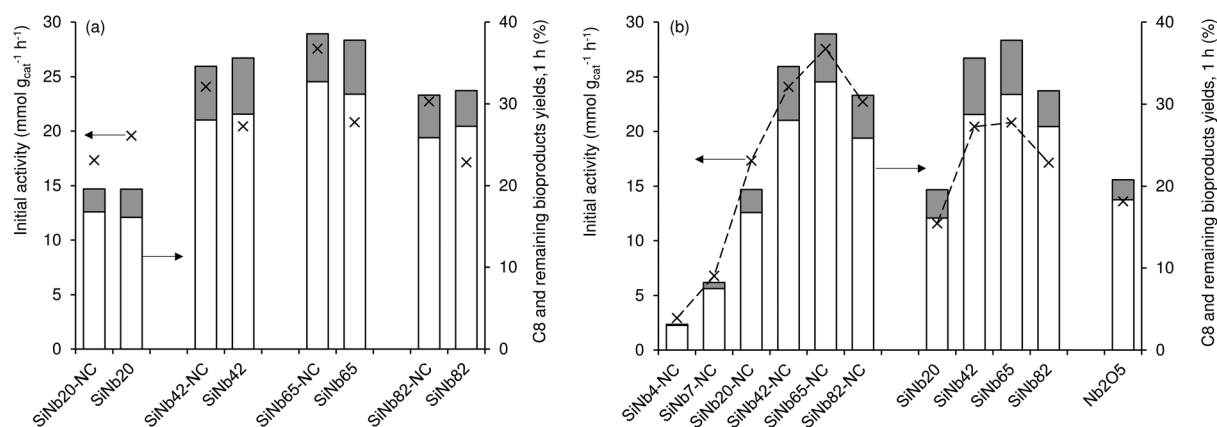 (a)
Initial activity (mmol g_cat⁻¹ h⁻¹)
30
25
20
15
10
5
0
40
30
20
10
0
C8 and remaining bioproducts yields,1 h (%)
SiNb20-NC
SiNb20
SiNb42-NC
SiNb42
SiNb65-NC
SiNb65
SiNb82-NC
SiNb82
(b)
Initial activity (mmol g_cat⁻¹ h⁻¹)
30
25
20
15
10
5
0
40
30
20
10
0
C8 and remaining bioproducts yields, 1 h (%)
SiNb4-NC
SiNb7-NC
SiNb20-NC
SiNb42-NC
SiNb65-NC
SiNb82-NC
SiNb20
SiNb42
SiNb65
SiNb82
Nb2O5